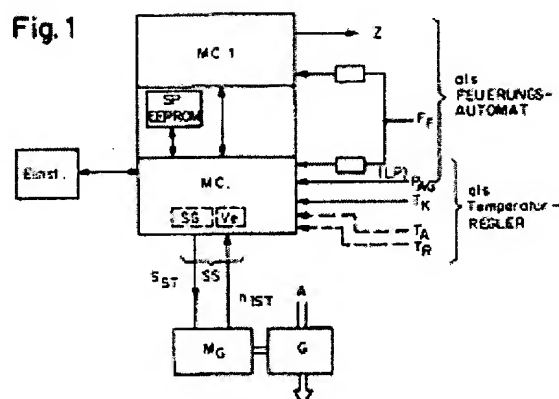 Fig. 1
MC 1
Z
SP
EEPROM
als
FEUERUNGS-
AUTOMAT
F_F
Einst.
MC.
(LP)
P_AG
T_K
als
Temperatur-
REGLER
SG
Ve
T_A
T_R
S_ST
SS
n_IST
A
M_G
G